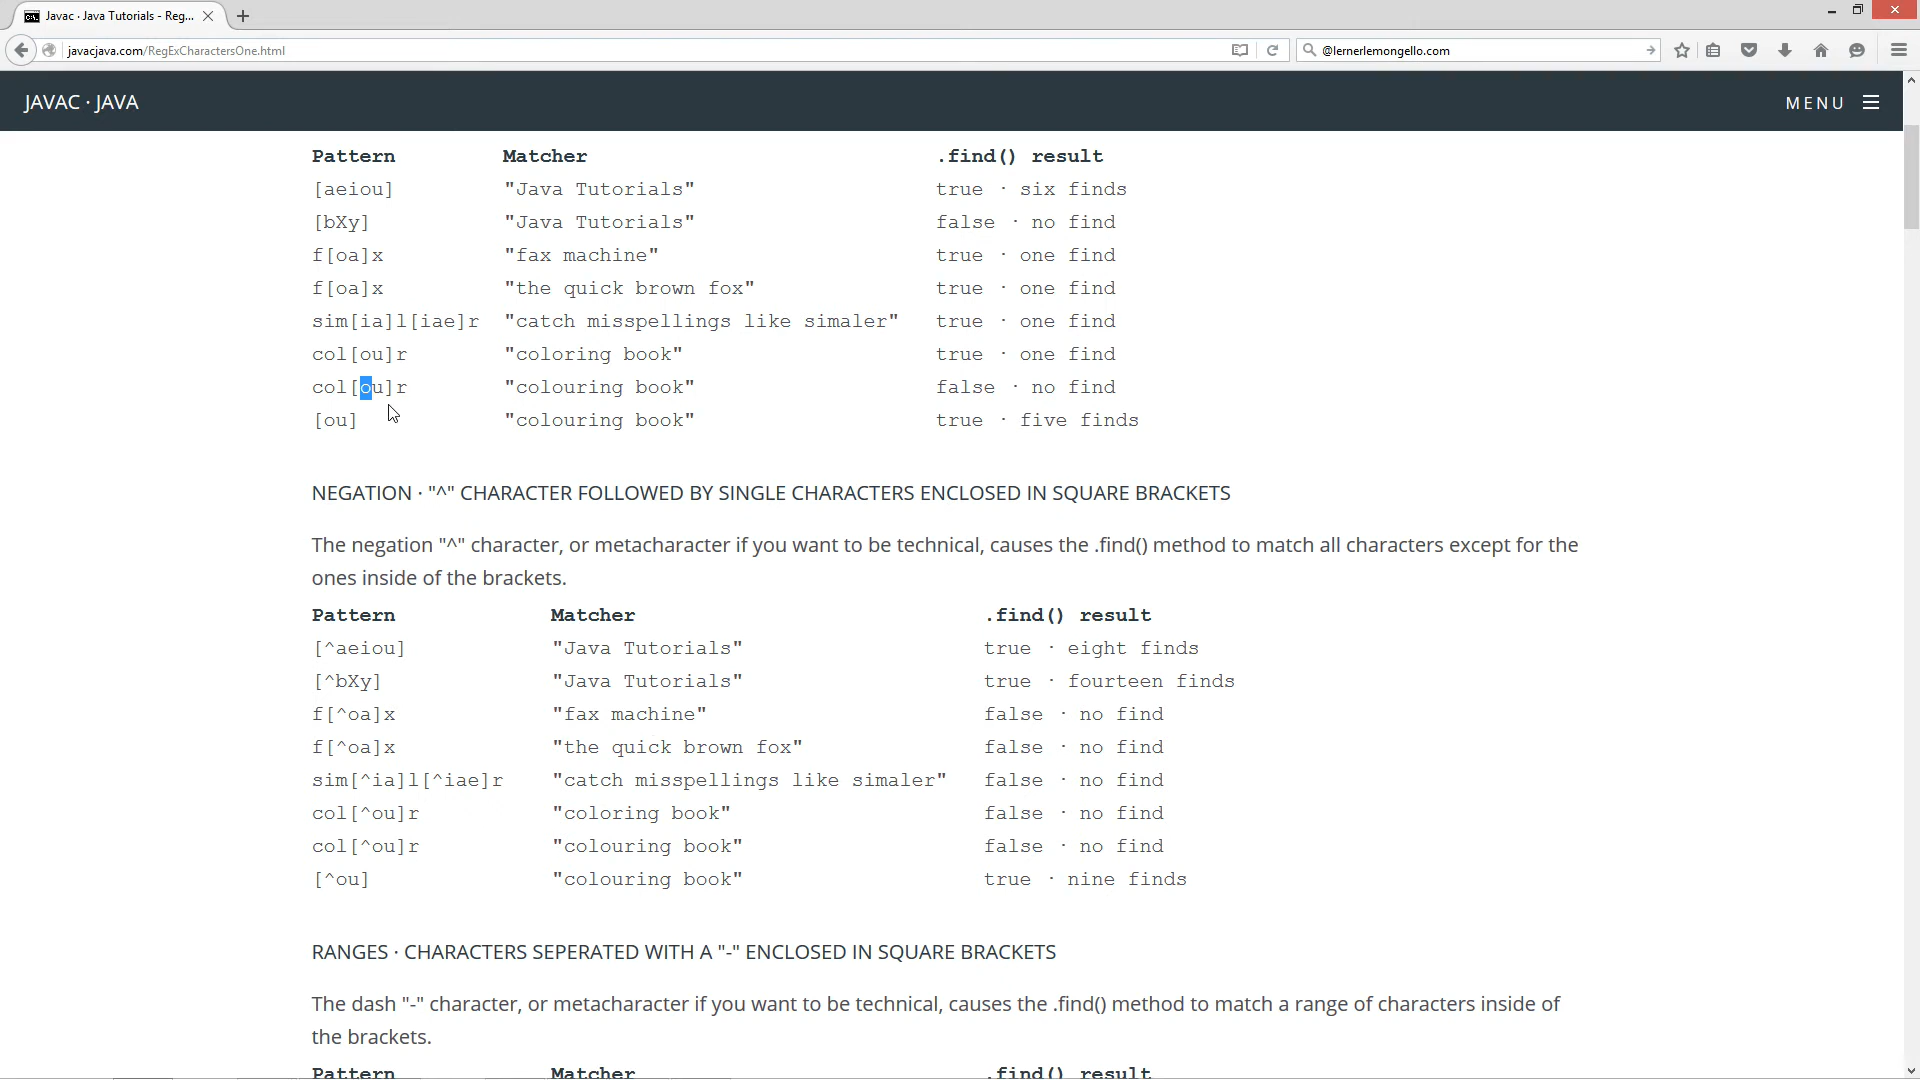 Javac · Java Tutorials - Reg...
javacjava.com/RegExCharactersOne.html
@lernerlemongello.com
JAVAC · JAVA
MENU
Pattern Matcher .find() result
[aeiou] "Java Tutorials" true · six finds
[bXy] "Java Tutorials" false · no find
f[oa]x "fax machine" true · one find
f[oa]x "the quick brown fox" true · one find
sim[ia]l[iae]r "catch misspellings like simaler" true · one find
col[ou]r "coloring book" true · one find
col[ou]r "colouring book" false · no find
[ou] "colouring book" true · five finds
NEGATION · "^" CHARACTER FOLLOWED BY SINGLE CHARACTERS ENCLOSED IN SQUARE BRACKETS
The negation "^" character, or metacharacter if you want to be technical, causes the .find() method to match all characters except for the
ones inside of the brackets.
Pattern Matcher .find() result
[^aeiou] "Java Tutorials" true · eight finds
[^bXy] "Java Tutorials" true · fourteen finds
f[^oa]x "fax machine" false · no find
f[^oa]x "the quick brown fox" false · no find
sim[^ia]l[^iae]r "catch misspellings like simaler" false · no find
col[^ou]r "coloring book" false · no find
col[^ou]r "colouring book" false · no find
[^ou] "colouring book" true · nine finds
RANGES · CHARACTERS SEPERATED WITH A "-" ENCLOSED IN SQUARE BRACKETS
The dash "-" character, or metacharacter if you want to be technical, causes the .find() method to match a range of characters inside of
the brackets.
Pattern Matcher .find() result